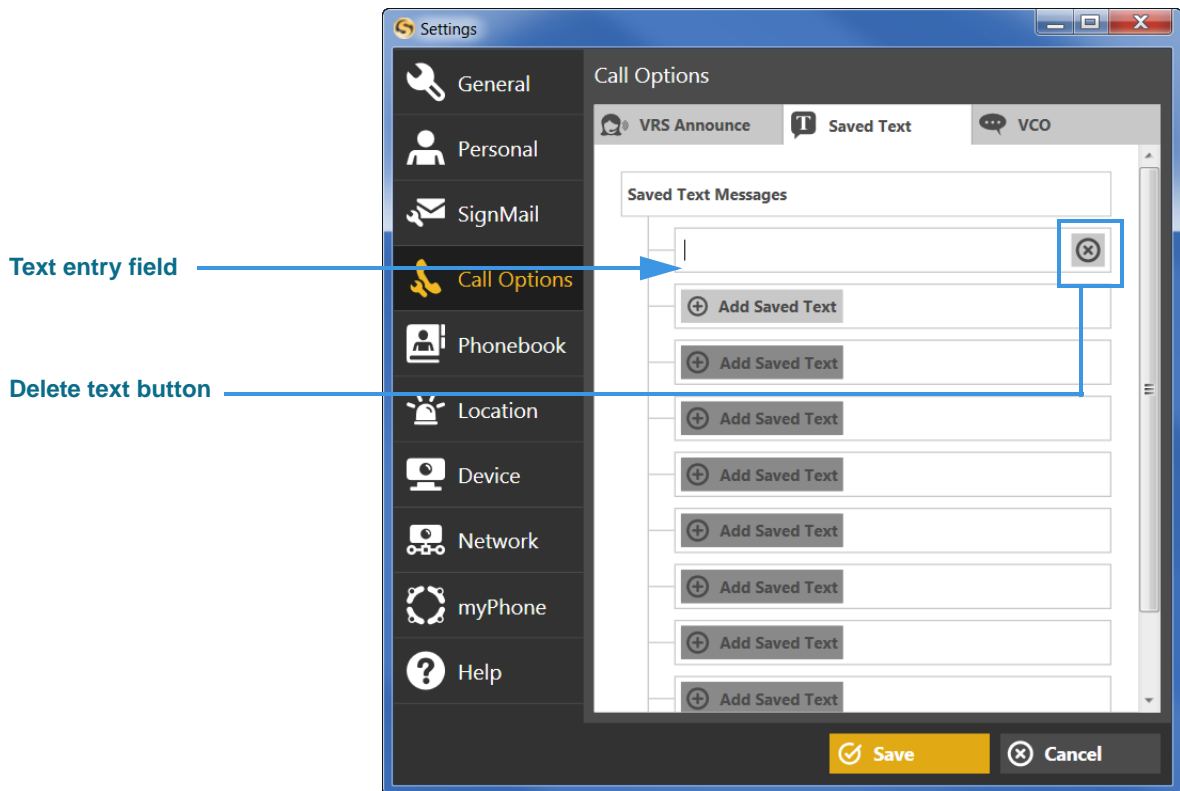 Settings
General
Personal
SignMail
Call Options
Phonebook
Location
Device
Network
myPhone
Help
Call Options
VRS Announce
Saved Text
VCO
Saved Text Messages
Add Saved Text
Add Saved Text
Add Saved Text
Add Saved Text
Add Saved Text
Add Saved Text
Add Saved Text
Add Saved Text
Save
Cancel
Text entry field
Delete text button